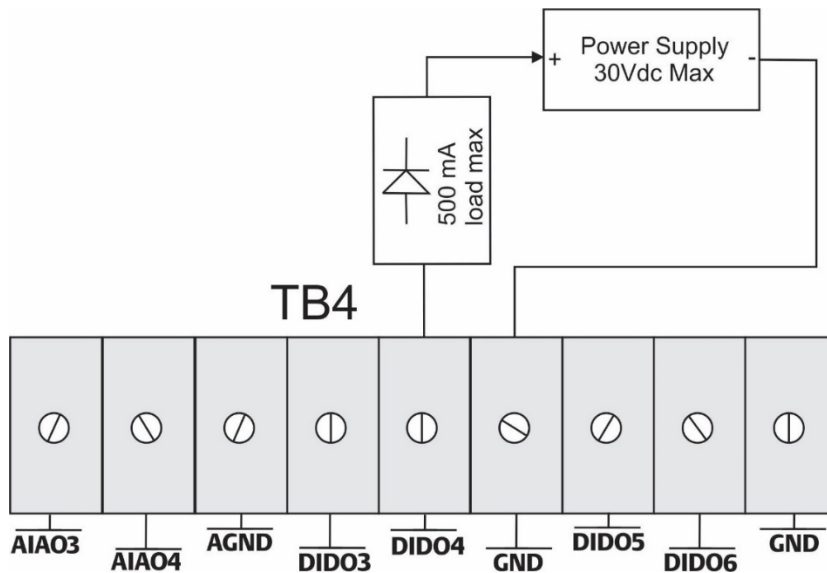 + Power Supply -
30Vdc Max
500 mA
load max
TB4
AIAO3 AIAO4 AGND DIDO3 DIDO4 GND DIDO5 DIDO6 GND